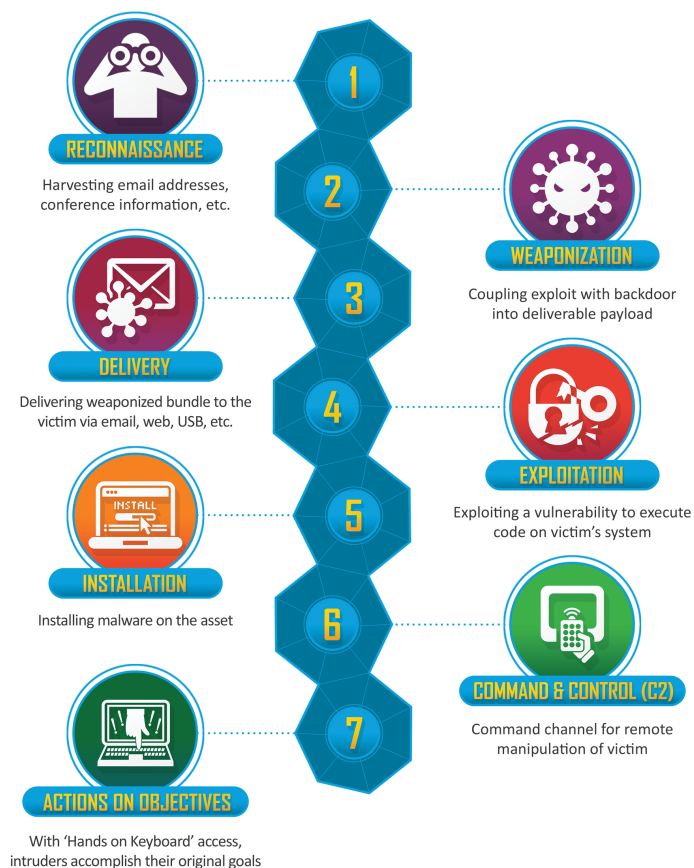 1
RECONNAISSANCE
Harvesting email addresses,
conference information, etc.
2
WEAPONIZATION
Coupling exploit with backdoor
into deliverable payload
3
DELIVERY
Delivering weaponized bundle to the
victim via email, web, USB, etc.
4
EXPLOITATION
Exploiting a vulnerability to execute
code on victim’s system
5
INSTALL
INSTALLATION
Installing malware on the asset
6
COMMAND & CONTROL (C2)
Command channel for remote
manipulation of victim
7
ACTIONS ON OBJECTIVES
With ‘Hands on Keyboard’ access,
intruders accomplish their original goals